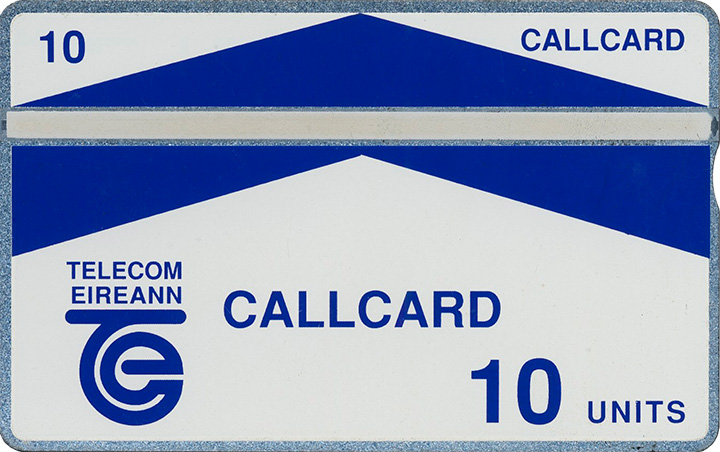 10
CALLCARD
TELECOM
EIREANN
CALLCARD
10 UNITS